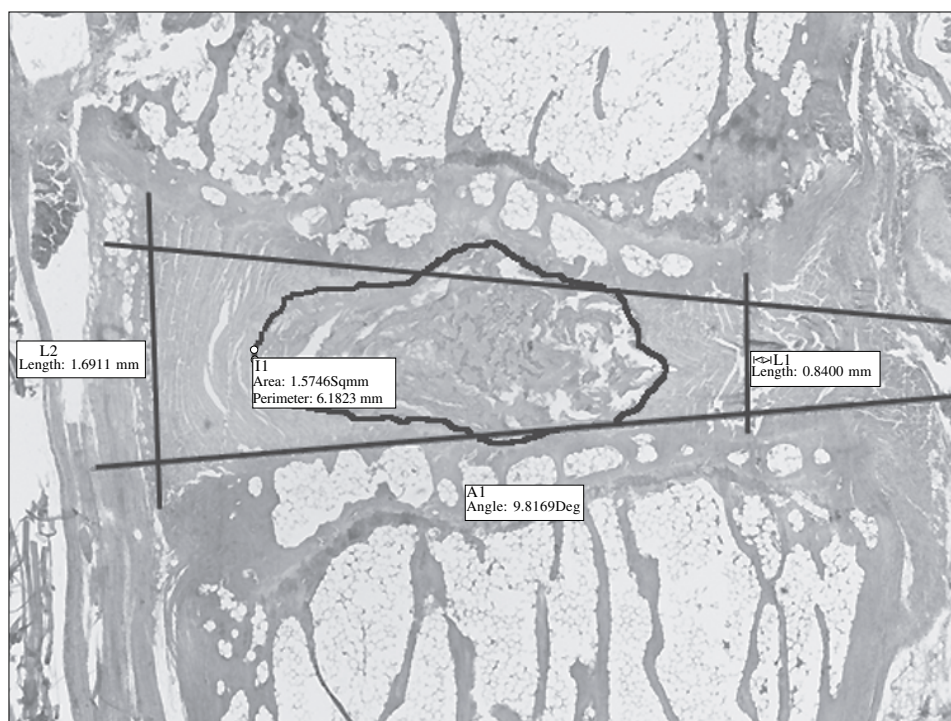 L2
Length: 1.6911 mm
I1
Area: 1.5746Sqmm
Perimeter: 6.1823 mm
L1
Length: 0.8400 mm
A1
Angle: 9.8169Deg